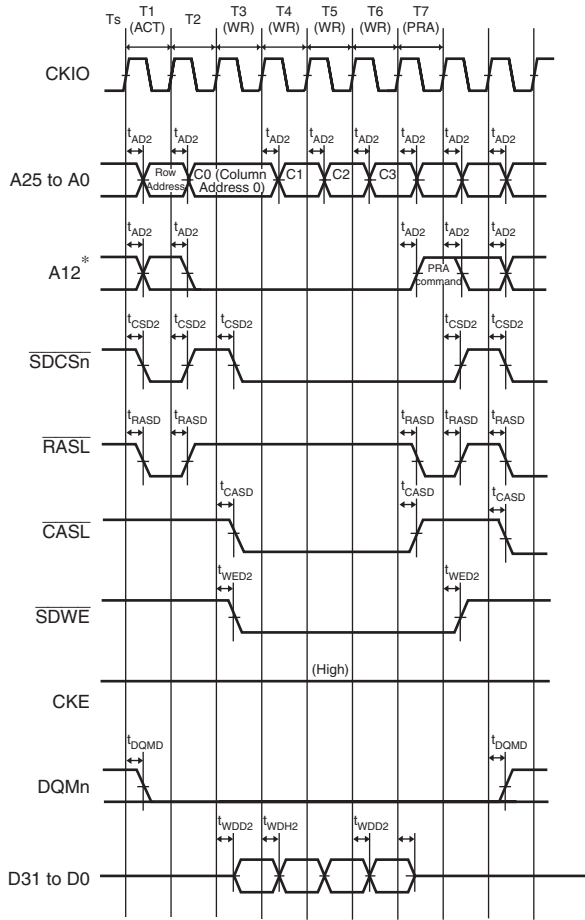 Ts T1 T2 T3 T4 T5 T6 T7
(ACT) (WR) (WR) (WR) (WR) (PRA)
CKIO
tAD2 tAD2 tAD2 tAD2 tAD2 tAD2 tAD2 tAD2
A25 to A0 Row Address C0 (Column Address 0) C1 C2 C3
tAD2 tAD2 tAD2 tAD2 tAD2
A12* PRA command
tCSD2 tCSD2 tCSD2 tCSD2 tCSD2
SDCSn
tRASD tRASD tRASD tRASD tRASD
RASL
tCASD tCASD tCASD
CASL
tWED2 tWED2
SDWE
(High)
CKE
tDQMD tDQMD
DQMn
tWDD2 tWDH2 tWDD2
D31 to D0